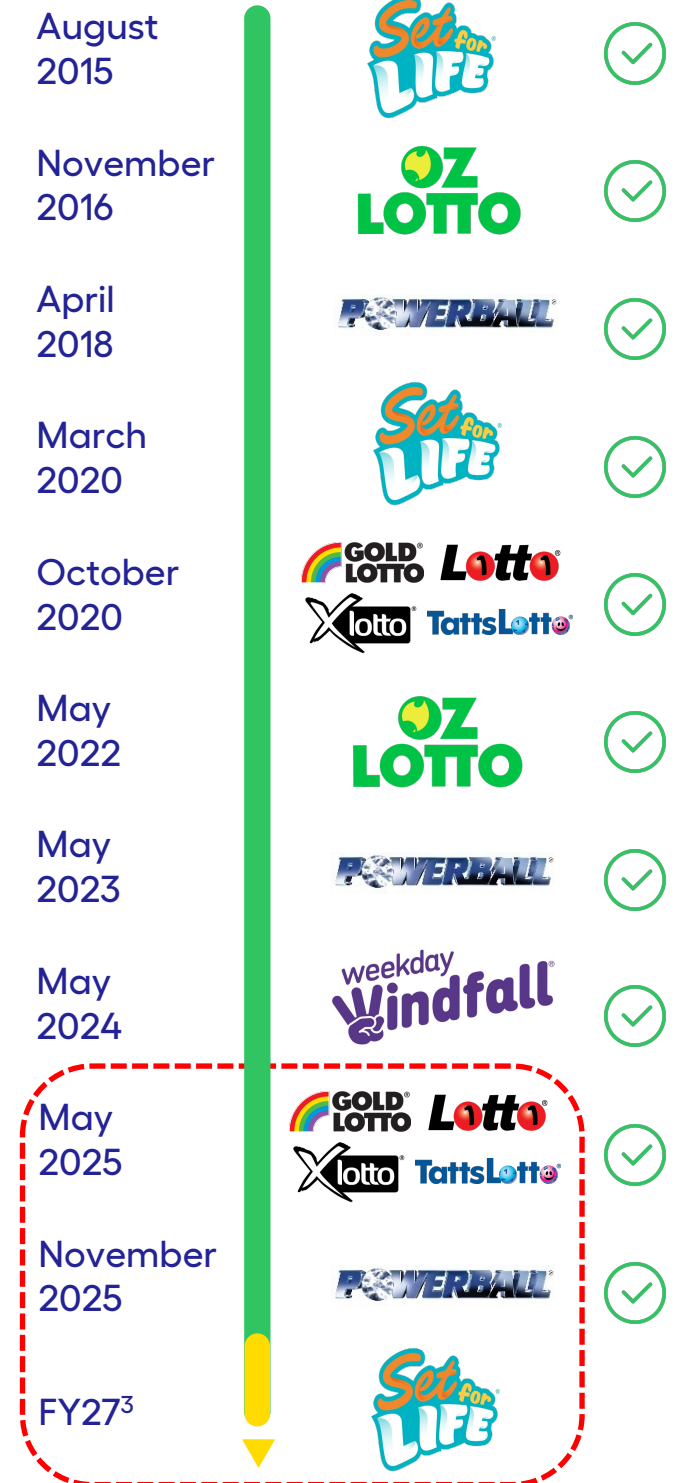 August
2015
Set for
LIFE
November
2016
OZ
LOTTO
April
2018
POWERBALL
March
2020
Set for
LIFE
October
2020
GOLD
LOTTO
Lotto
Xlotto
TattsLotto
May
2022
OZ
LOTTO
May
2023
POWERBALL
May
2024
weekday
Windfall
May
2025
GOLD
LOTTO
Lotto
Xlotto
TattsLotto
November
2025
POWERBALL
FY27³
Set for
LIFE